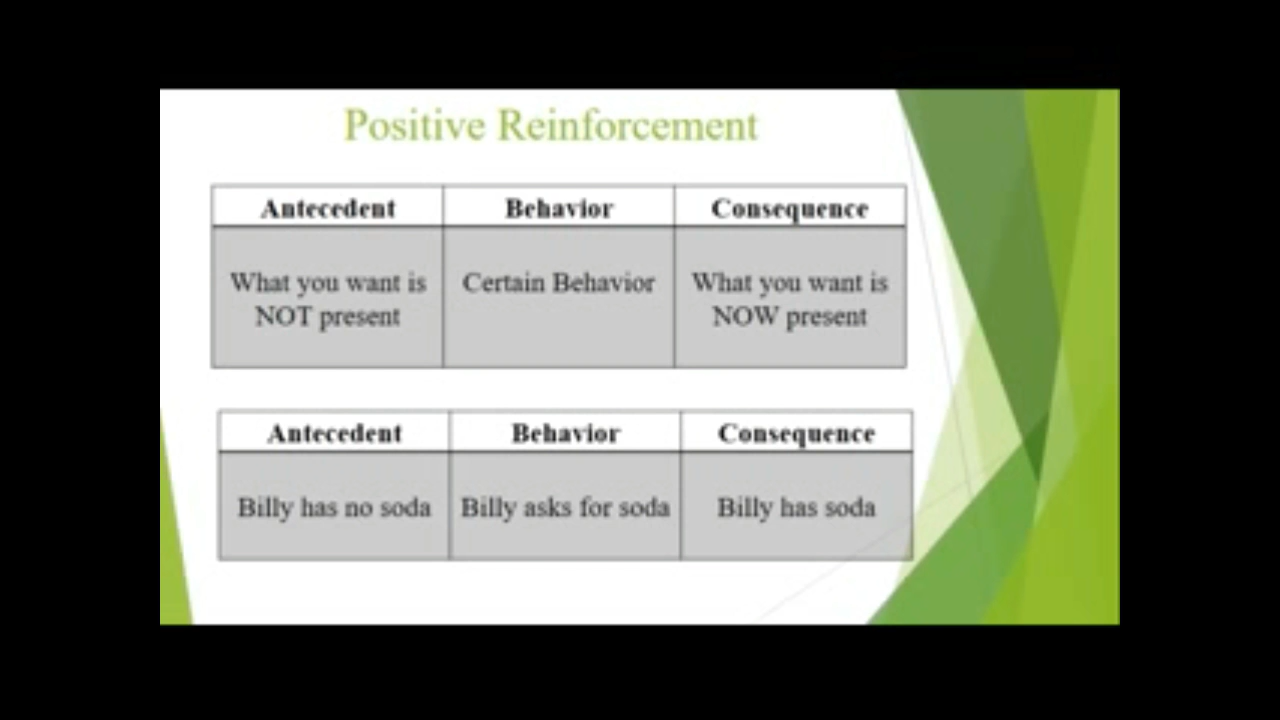 Positive Reinforcement
Antecedent Behavior Consequence
What you want is Certain Behavior What you want is
NOT present NOW present
Antecedent Behavior Consequence
Billy has no soda Billy asks for soda Billy has soda